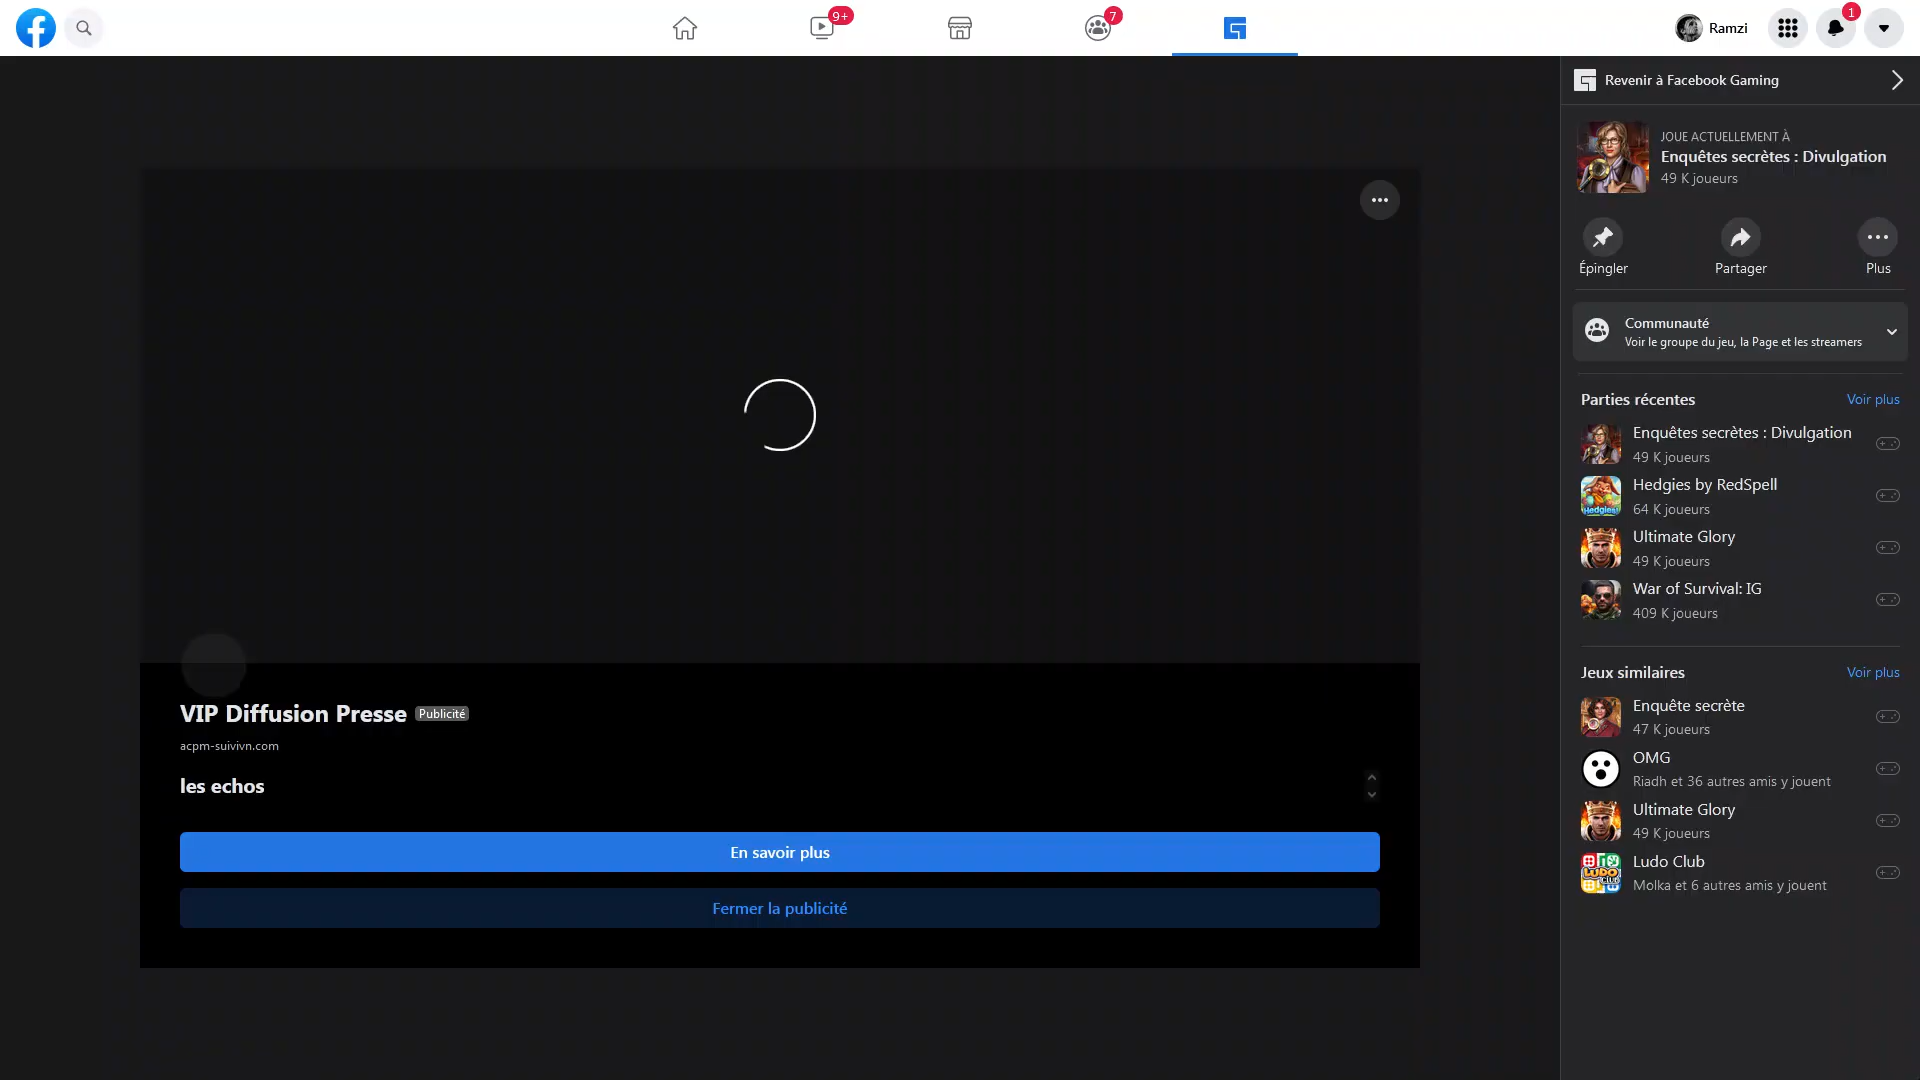 9+
7
Ramzi
1
Revenir à Facebook Gaming
JOUE ACTUELLEMENT À
Enquêtes secrètes : Divulgation
49 K joueurs
Épingler
Partager
Plus
Communauté
Voir le groupe du jeu, la Page et les streamers
Parties récentes
Voir plus
Enquêtes secrètes : Divulgation
49 K joueurs
Hedgies by RedSpell
64 K joueurs
Ultimate Glory
49 K joueurs
War of Survival: IG
409 K joueurs
Jeux similaires
Voir plus
Enquête secrète
47 K joueurs
OMG
Riadh et 36 autres amis y jouent
Ultimate Glory
49 K joueurs
Ludo Club
Molka et 6 autres amis y jouent
VIP Diffusion Presse Publicité
acpm-suivivn.com
les echos
En savoir plus
Fermer la publicité